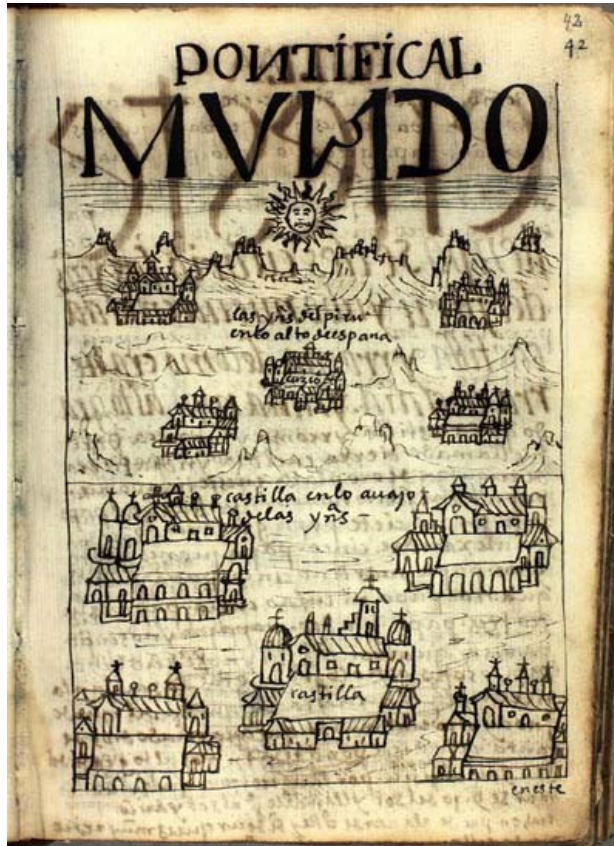 42
42
PONTÍFÍCAL
MVNDO
las yns del piru
en lo alto de españa
cuzco
castilla en lo auajo
de las yns
a
castilla
en este